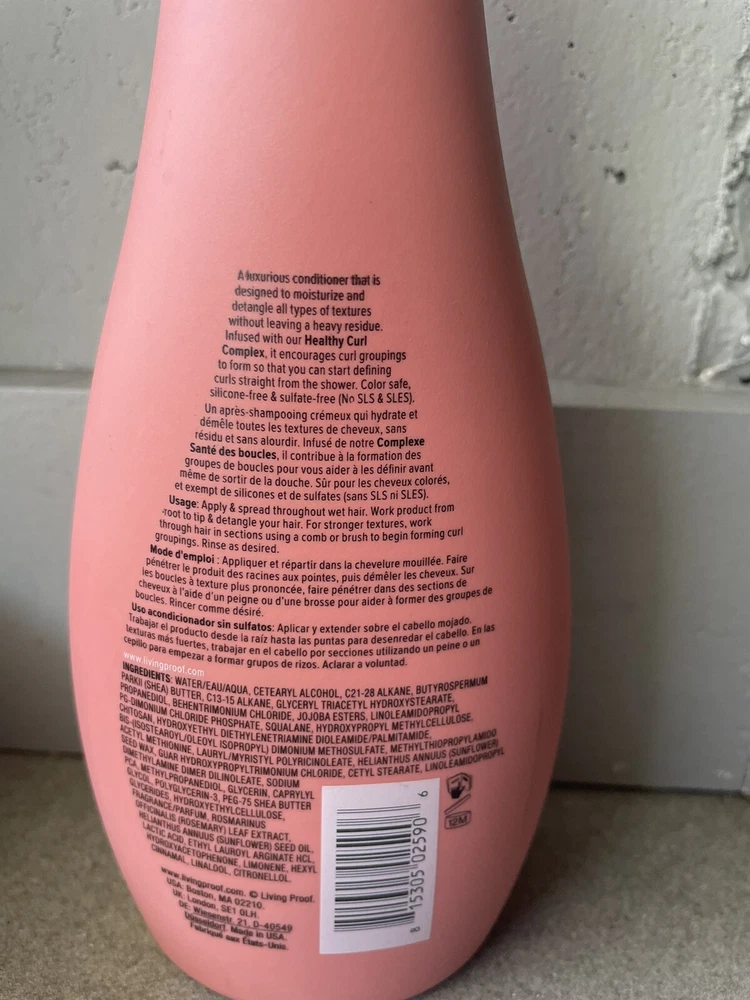 A luxurious conditioner that is
designed to moisturize and
detangle all types of textures
without leaving a heavy residue.
Infused with our Healthy Curl
Complex, it encourages curl groupings
to form so that you can start defining
curls straight from the shower. Color safe,
silicone-free & sulfate-free (No SLS & SLES).
Un après-shampooing crémeux qui hydrate et
démêle toutes les textures de cheveux, sans
résidu et sans alourdir. Infusé de notre Complexe
Santé des boucles, il contribue à la formation des
groupes de boucles pour vous aider à les définir avant
même de sortir de la douche. Sûr pour les cheveux colorés,
et exempt de silicones et de sulfates (sans SLS ni SLES).
Usage: Apply & spread throughout wet hair. Work product from
root to tip & detangle your hair. For stronger textures, work
through hair in sections using a comb or brush to begin forming curl
groupings. Rinse as desired.
Mode d'emploi : Appliquer et répartir dans la chevelure mouillée. Faire
pénétrer le produit des racines aux pointes, puis démêler les cheveux. Sur
les boucles à texture plus prononcée, faire pénétrer dans des sections de
cheveux à l'aide d'un peigne ou d'une brosse pour aider à former des groupes de
boucles. Rincer comme désiré.
Uso acondicionador sin sulfatos: Aplicar y extender sobre el cabello mojado.
Trabajar el producto desde la raíz hasta las puntas para desenredar el cabello. En las
texturas más fuertes, trabajar en el cabello por secciones utilizando un peine o un
cepillo para empezar a formar grupos de rizos. Aclarar a voluntad.
www.livingproof.com
INGREDIENTS: WATER/EAU/AQUA, CETEARYL ALCOHOL, C21-28 ALKANE, BUTYROSPERMUM
PARKII (SHEA) BUTTER, C13-15 ALKANE, GLYCERYL TRIACETYL HYDROXYSTEARATE,
PROPANEDIOL, BEHENTRIMONIUM CHLORIDE, JOJOBA ESTERS, LINOLEAMIDOPROPYL
PG-DIMONIUM CHLORIDE PHOSPHATE, SQUALANE, HYDROXYPROPYL METHYLCELLULOSE,
CHITOSAN, HYDROXYETHYL DIETHYLENETRIAMINE DIOLEAMIDE/PALMITAMIDE,
BIS-(ISOSTEAROYL/OLEOYL ISOPROPYL) DIMONIUM METHOSULFATE, METHYLTHIOPROPYLAMIDO
ACETYL METHIONINE, LAURYL/MYRISTYL POLYRICINOLEATE, HELIANTHUS ANNUUS (SUNFLOWER)
SEED WAX, GUAR HYDROXYPROPYLTRIMONIUM CHLORIDE, CETYL STEARATE, LINOLEAMIDOPROPYL
DIMETHYLAMINE DIMER DILINOLEATE, SODIUM
PCA, METHYLPROPANEDIOL, GLYCERIN, CAPRYLYL
GLYCOL, POLYGLYCERIN-3, PEG-75 SHEA BUTTER
GLYCERIDES, HYDROXYETHYLCELLULOSE,
FRAGRANCE/PARFUM, ROSMARINUS
OFFICINALIS (ROSEMARY) LEAF EXTRACT,
HELIANTHUS ANNUUS (SUNFLOWER) SEED OIL,
LACTIC ACID, ETHYL LAUROYL ARGINATE HCL,
HYDROXYACETOPHENONE, LIMONENE, HEXYL
CINNAMAL, LINALOOL, CITRONELLOL.
www.livingproof.com. © Living Proof.
USA: Boston, MA 02210.
UK: London, SE1 0LH.
DE: Wiesenstr. 21, D-40549
Düsseldorf. Made in USA.
Fabriqué aux États-Unis.
8 15305 02590 6
12M